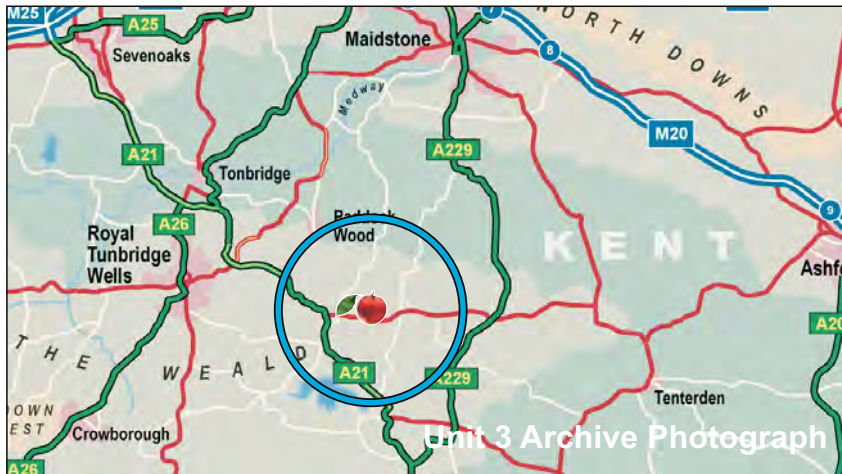 M25
A25
Sevenoaks
Maidstone
7
8
NORTH DOWNS
Medway
M20
A21
A229
Tonbridge
A26
Paddock
Wood
Royal
Tunbridge
Wells
KENT
9
Ashf
A20
THE WEALD
A21
A229
Tenterden
DOWN
EST
Crowborough
A26
Unit 3 Archive Photograph